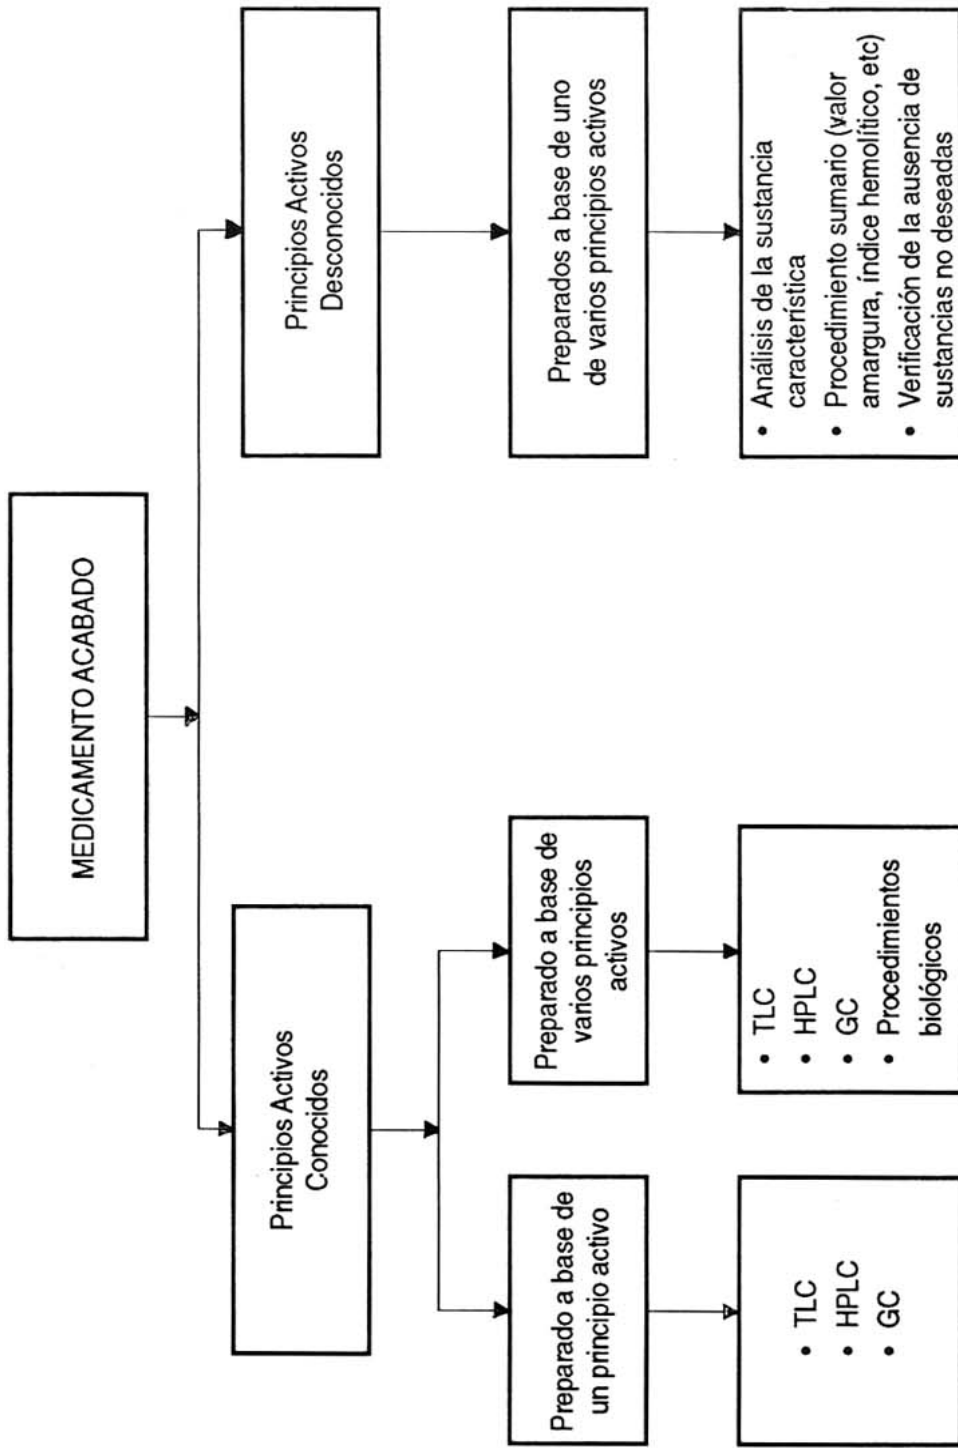 MEDICAMENTO ACABADO
Principios Activos
Conocidos
Principios Activos
Desconocidos
Preparado a base de
un principio activo
Preparado a base de
varios principios
activos
Preparados a base de uno
de varios principios activos
• TLC
• HPLC
• GC
• TLC
• HPLC
• GC
• Procedimientos
biológicos
• Análisis de la sustancia
característica
• Procedimiento sumario (valor
amargura, índice hemolítico, etc)
• Verificación de la ausencia de
sustancias no deseadas